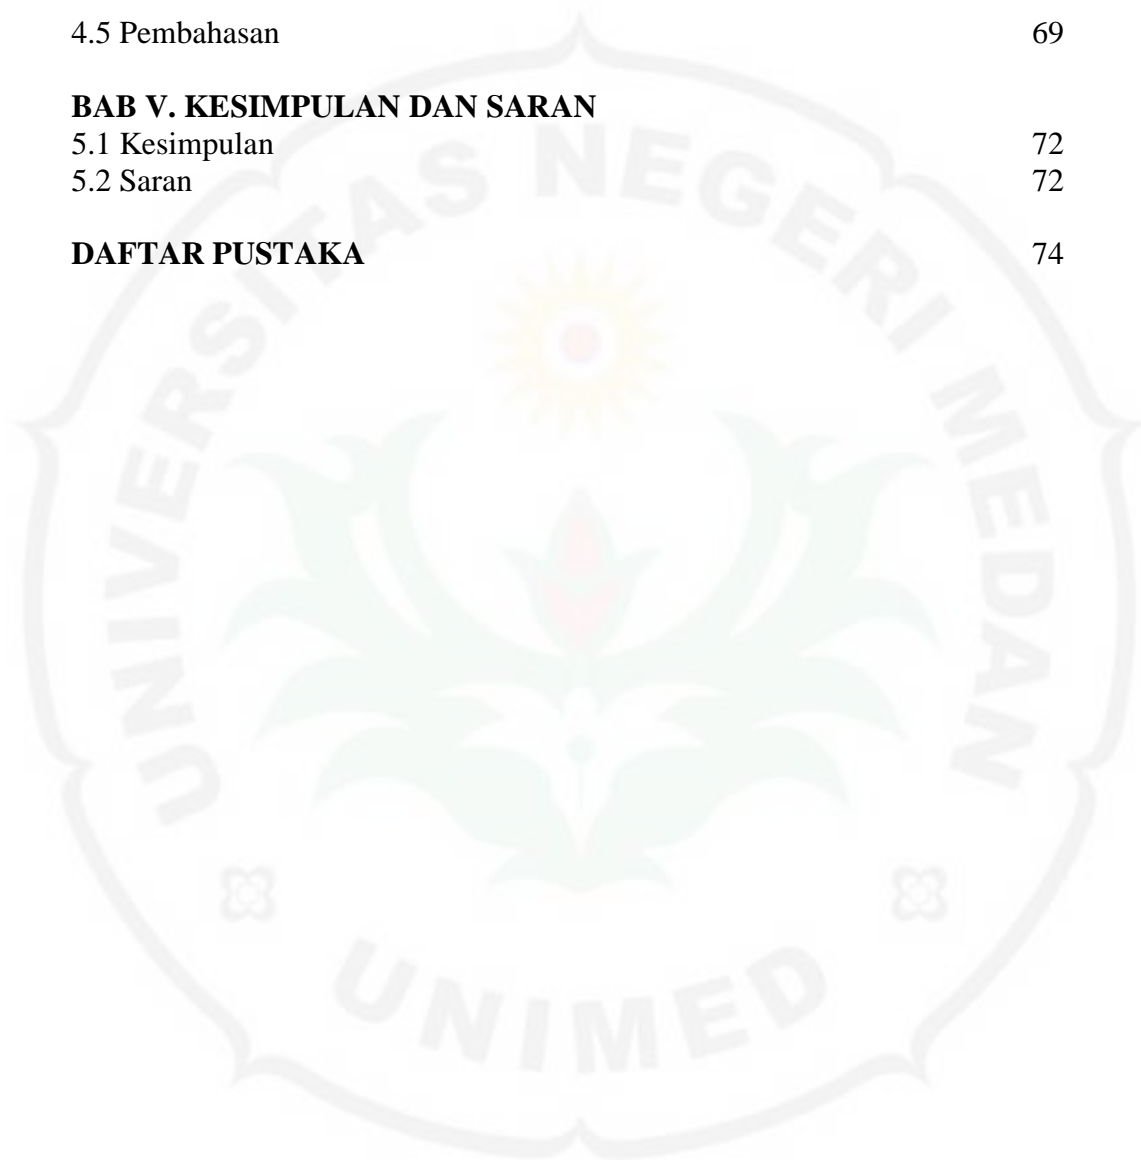 4.5 Pembahasan 69
BAB V. KESIMPULAN DAN SARAN
5.1 Kesimpulan 72
5.2 Saran 72
DAFTAR PUSTAKA 74
UNIVERSITAS NEGERI MEDAN
UNIMED